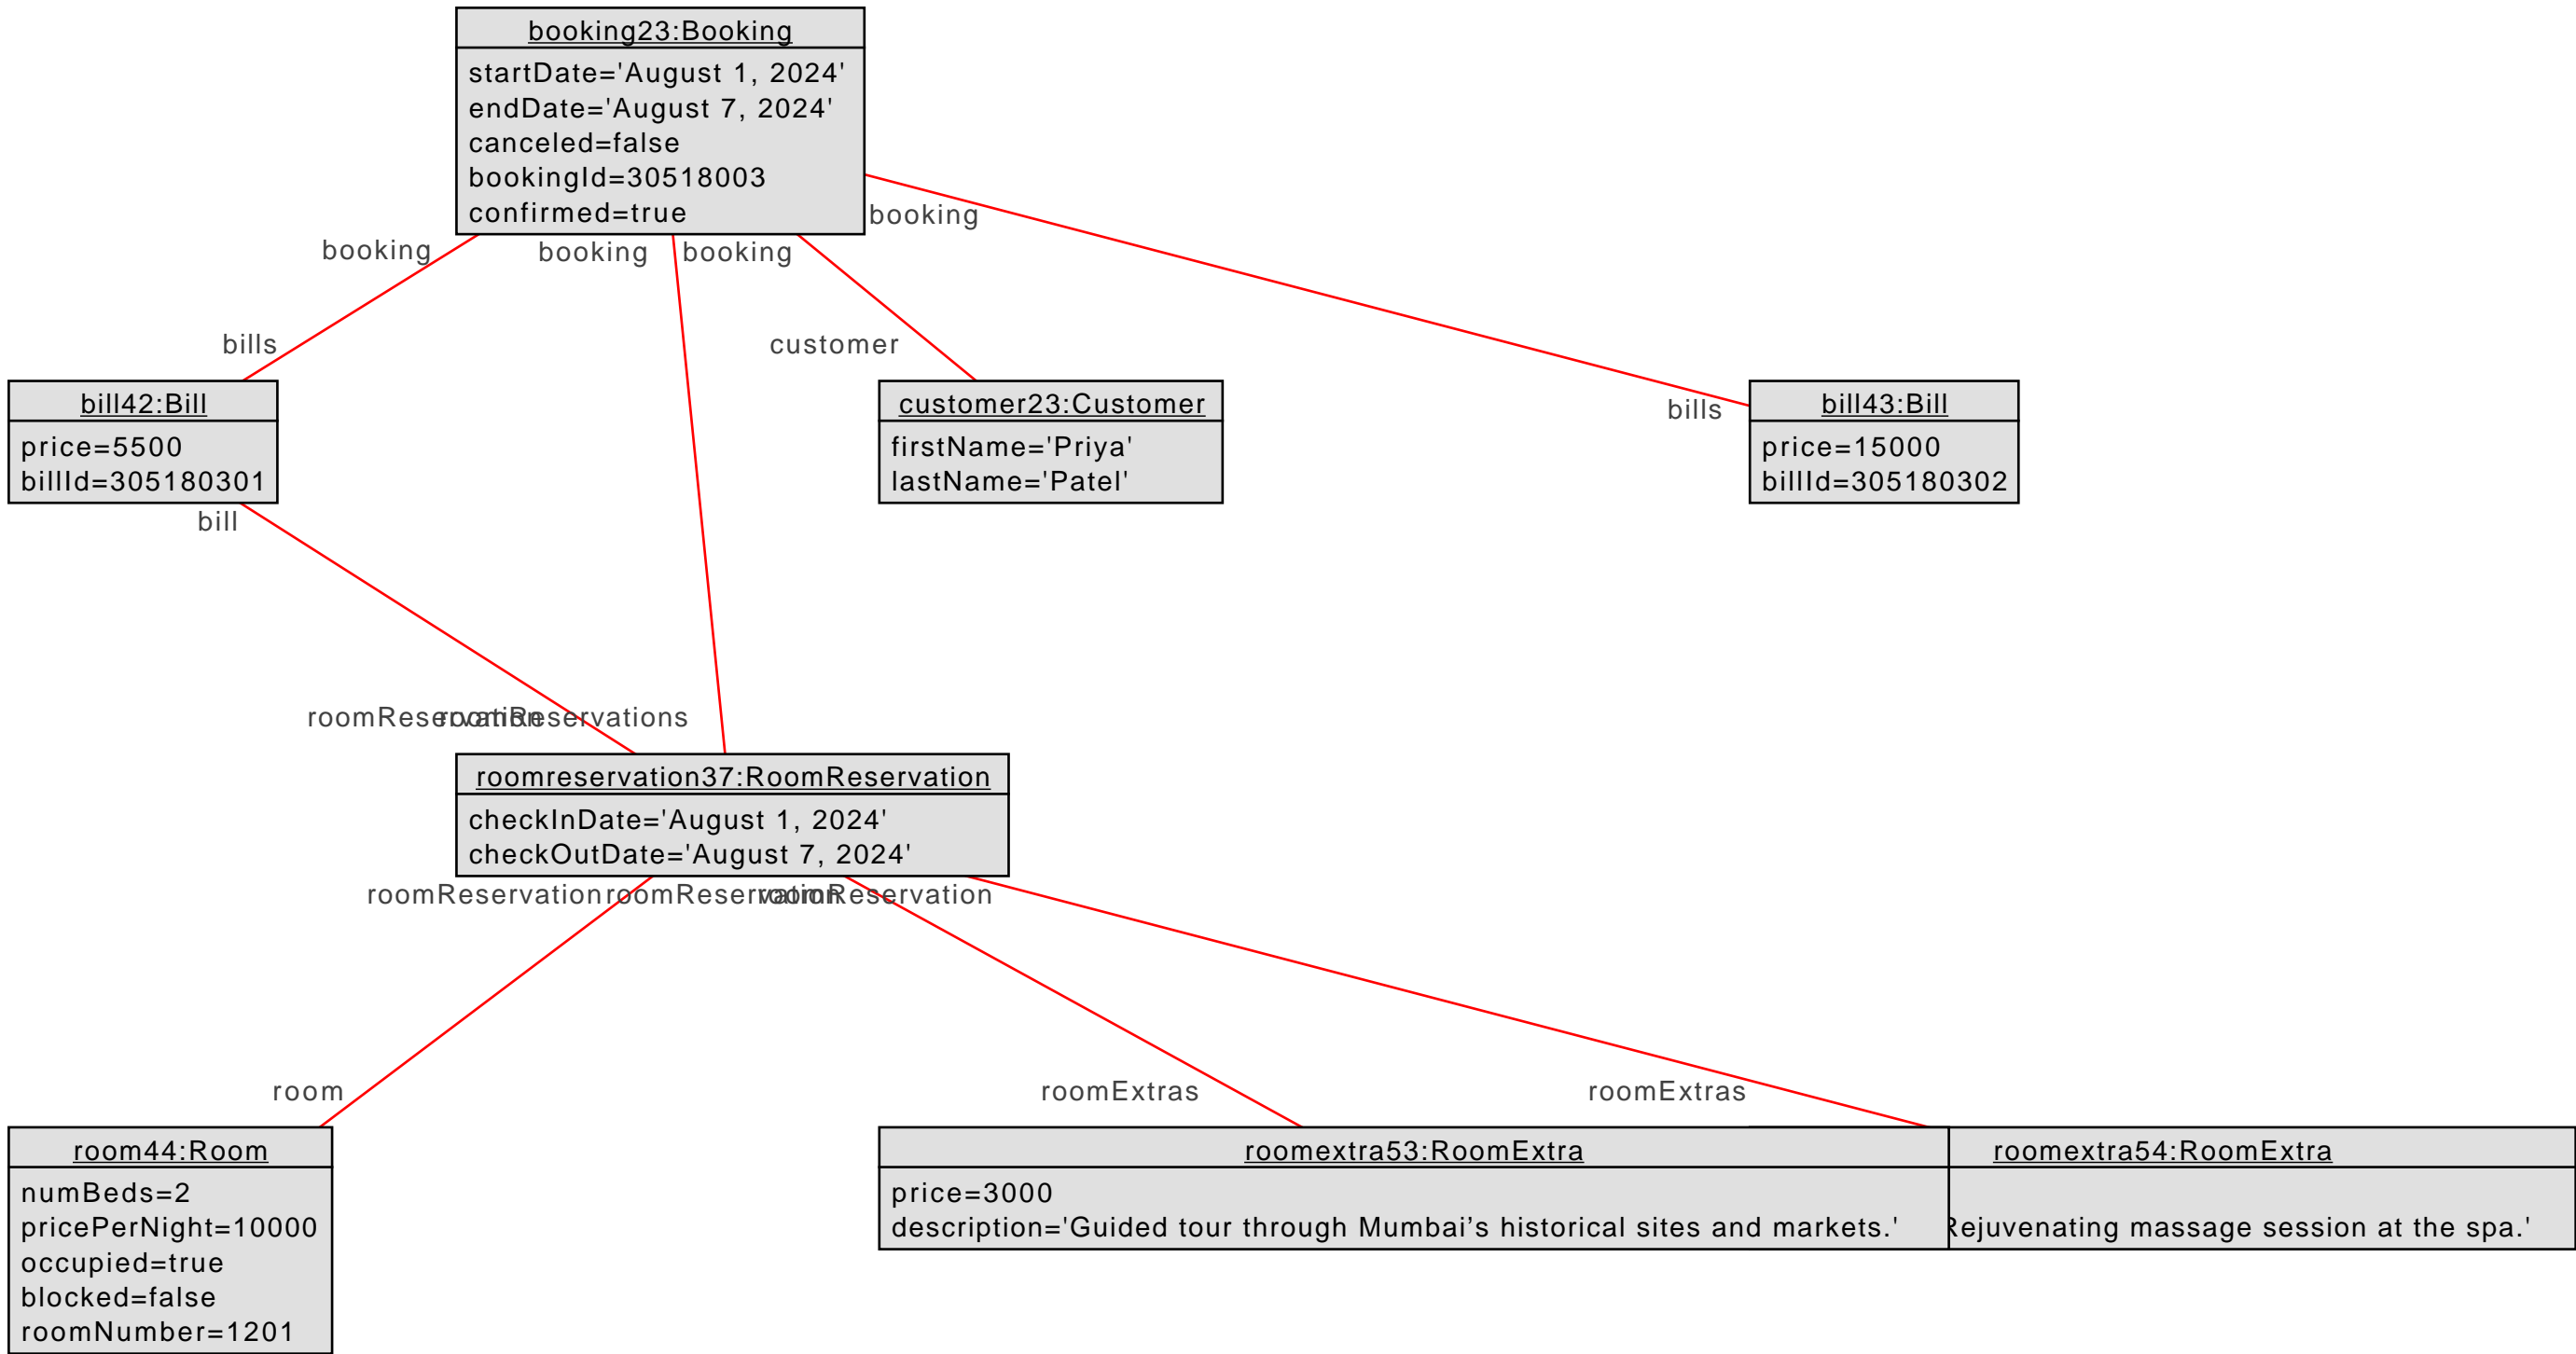 booking23:Booking
startDate='August 1, 2024'
endDate='August 7, 2024'
canceled=false
bookingId=30518003
confirmed=true
booking
booking
booking
booking
bills
customer
bills
bill42:Bill
price=5500
billId=305180301
customer23:Customer
firstName='Priya'
lastName='Patel'
bill43:Bill
price=15000
billId=305180302
bill
roomReservation
roomReservations
roomreservation37:RoomReservation
checkInDate='August 1, 2024'
checkOutDate='August 7, 2024'
roomReservation
roomReservation
roomReservation
room
roomExtras
roomExtras
room44:Room
numBeds=2
pricePerNight=10000
occupied=true
blocked=false
roomNumber=1201
roomextra53:RoomExtra
price=3000
description='Guided tour through Mumbai’s historical sites and markets.'
roomextra54:RoomExtra
Rejuvenating massage session at the spa.'